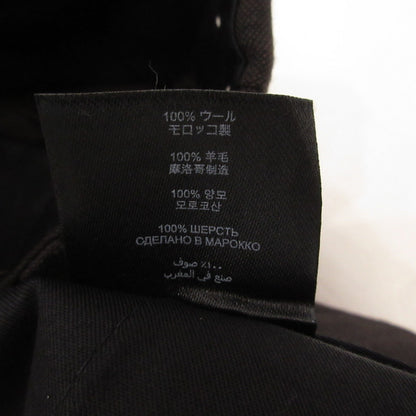 100% ウール
モロッコ製
100% 羊毛
摩洛哥制造
100% 양모
모로코산
100% ШЕРСТЬ
СДЕЛАНО В МАРОККО
١٠٠٪ صوف
صنع في المغرب